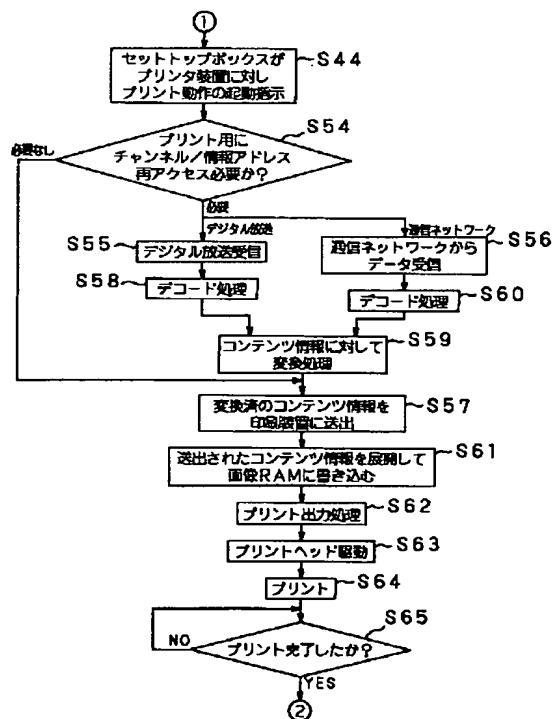 ①
セットトップボックスが
プリンタ装置に対し
プリント動作の起動指示
S44
プリント用に
チャンネル/情報アドレス
再アクセス必要か?
S54
必要なし
必要
デジタル放送
通信ネットワーク
S55
デジタル放送受信
通信ネットワークから
データ受信
S56
S58
デコード処理
デコード処理
S60
コンテンツ情報に対して
変換処理
S59
変換済のコンテンツ情報を
印刷装置に送出
S57
送出されたコンテンツ情報を展開して
画像RAMに書き込む
S61
プリント出力処理
S62
プリントヘッド駆動
S63
プリント
S64
プリント完了したか?
S65
NO
YES
②